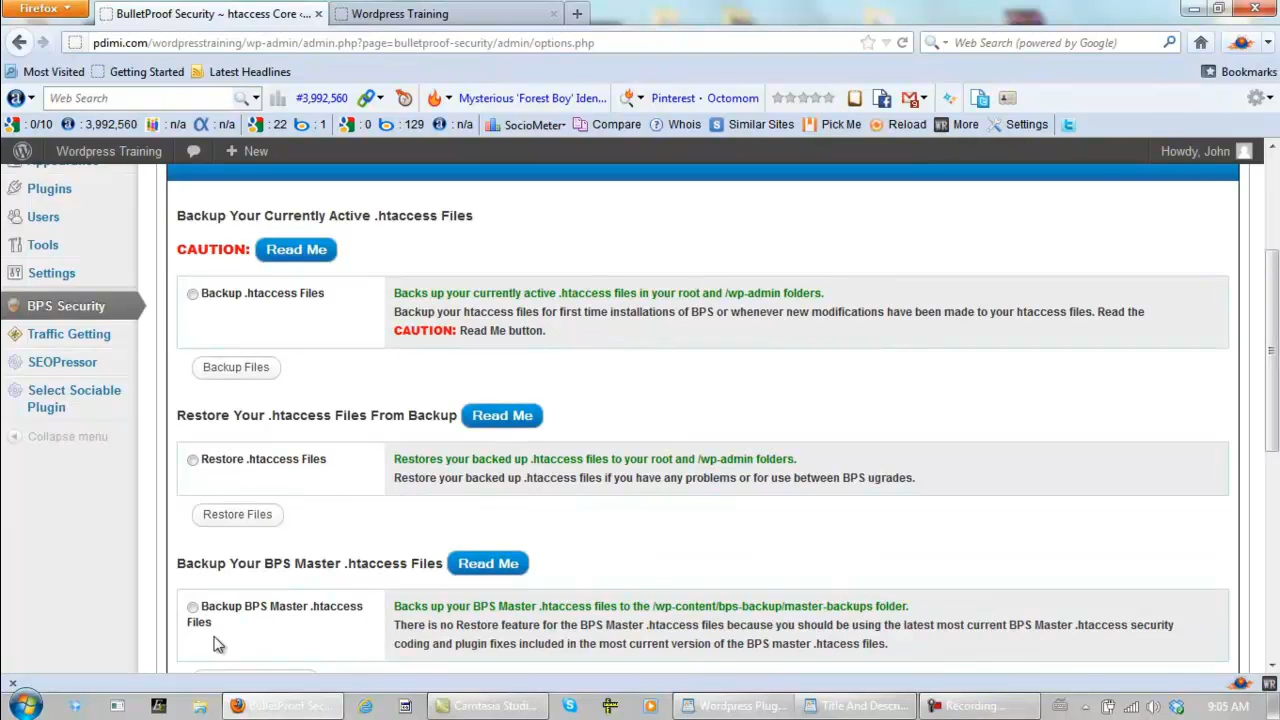 Firefox
BulletProof Security ~ htaccess Core ‹...
Wordpress Training
pdimi.com/wordpresstraining/wp-admin/admin.php?page=bulletproof-security/admin/options.php
Web Search (powered by Google)
Most Visited Getting Started Latest Headlines Bookmarks
Web Search #3,992,560 Mysterious 'Forest Boy' Iden... Pinterest · Octomom
: 0/10 : 3,992,560 : n/a : n/a : 22 : 1 : 0 : 129 : n/a SocioMeter Compare Whois Similar Sites Pick Me Reload More Settings
Wordpress Training + New Howdy, John
Appearance
Plugins
Users
Tools
Settings
BPS Security
Traffic Getting
SEOPressor
Select Sociable
Plugin
Collapse menu
Backup Your Currently Active .htaccess Files
CAUTION: Read Me
Backup .htaccess Files
Backs up your currently active .htaccess files in your root and /wp-admin folders.
Backup your htaccess files for first time installations of BPS or whenever new modifications have been made to your htaccess files. Read the
CAUTION: Read Me button.
Backup Files
Restore Your .htaccess Files From Backup Read Me
Restore .htaccess Files
Restores your backed up .htaccess files to your root and /wp-admin folders.
Restore your backed up .htaccess files if you have any problems or for use between BPS ugrades.
Restore Files
Backup Your BPS Master .htaccess Files Read Me
Backup BPS Master .htaccess
Files
Backs up your BPS Master .htaccess files to the /wp-content/bps-backup/master-backups folder.
There is no Restore feature for the BPS Master .htaccess files because you should be using the latest most current BPS Master .htaccess security
coding and plugin fixes included in the most current version of the BPS master .htaccess files.
BulletProof Sec... Camtasia Studi... Wordpress Plug... Title And Descr... Recording... 9:05 AM